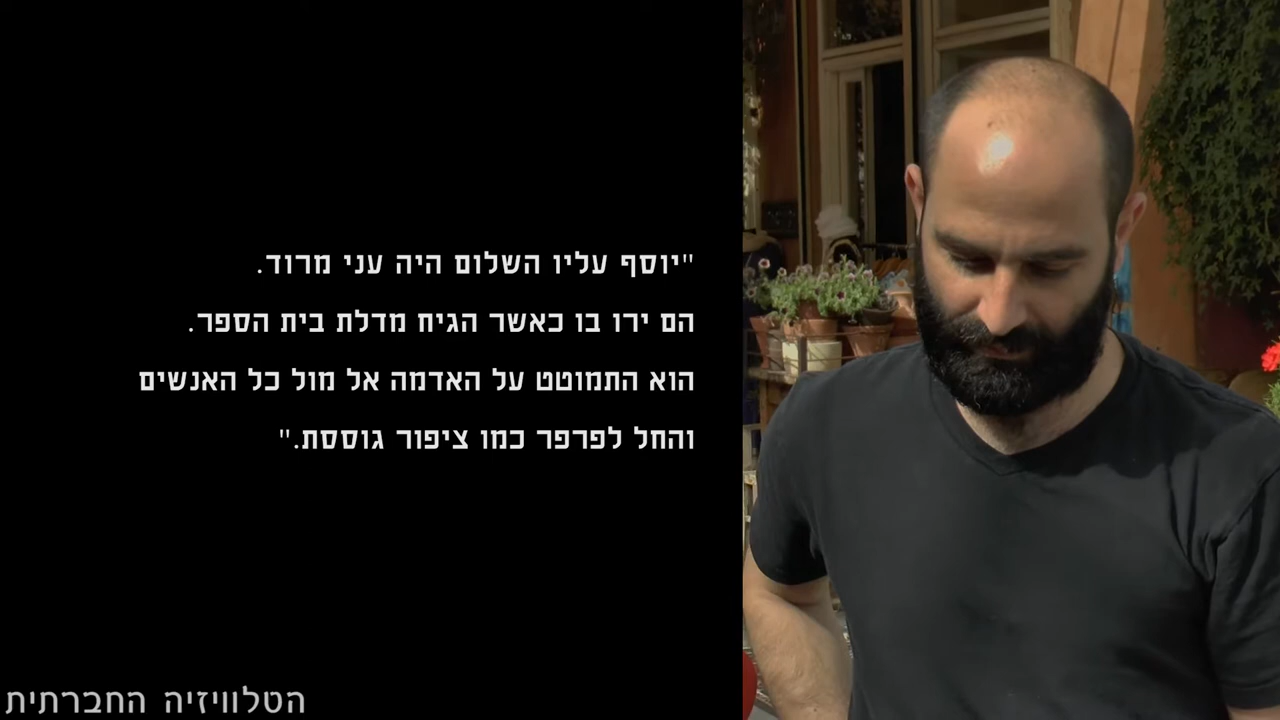 "יוסף עליו השלום היה עני מרוד.
הם ירו בו כאשר הגיח מדלת בית הספר.
הוא התמוטט על האדמה אל מול כל האנשים
והחל לפרפר כמו ציפור גוססת."
הטלוויזיה החברתית